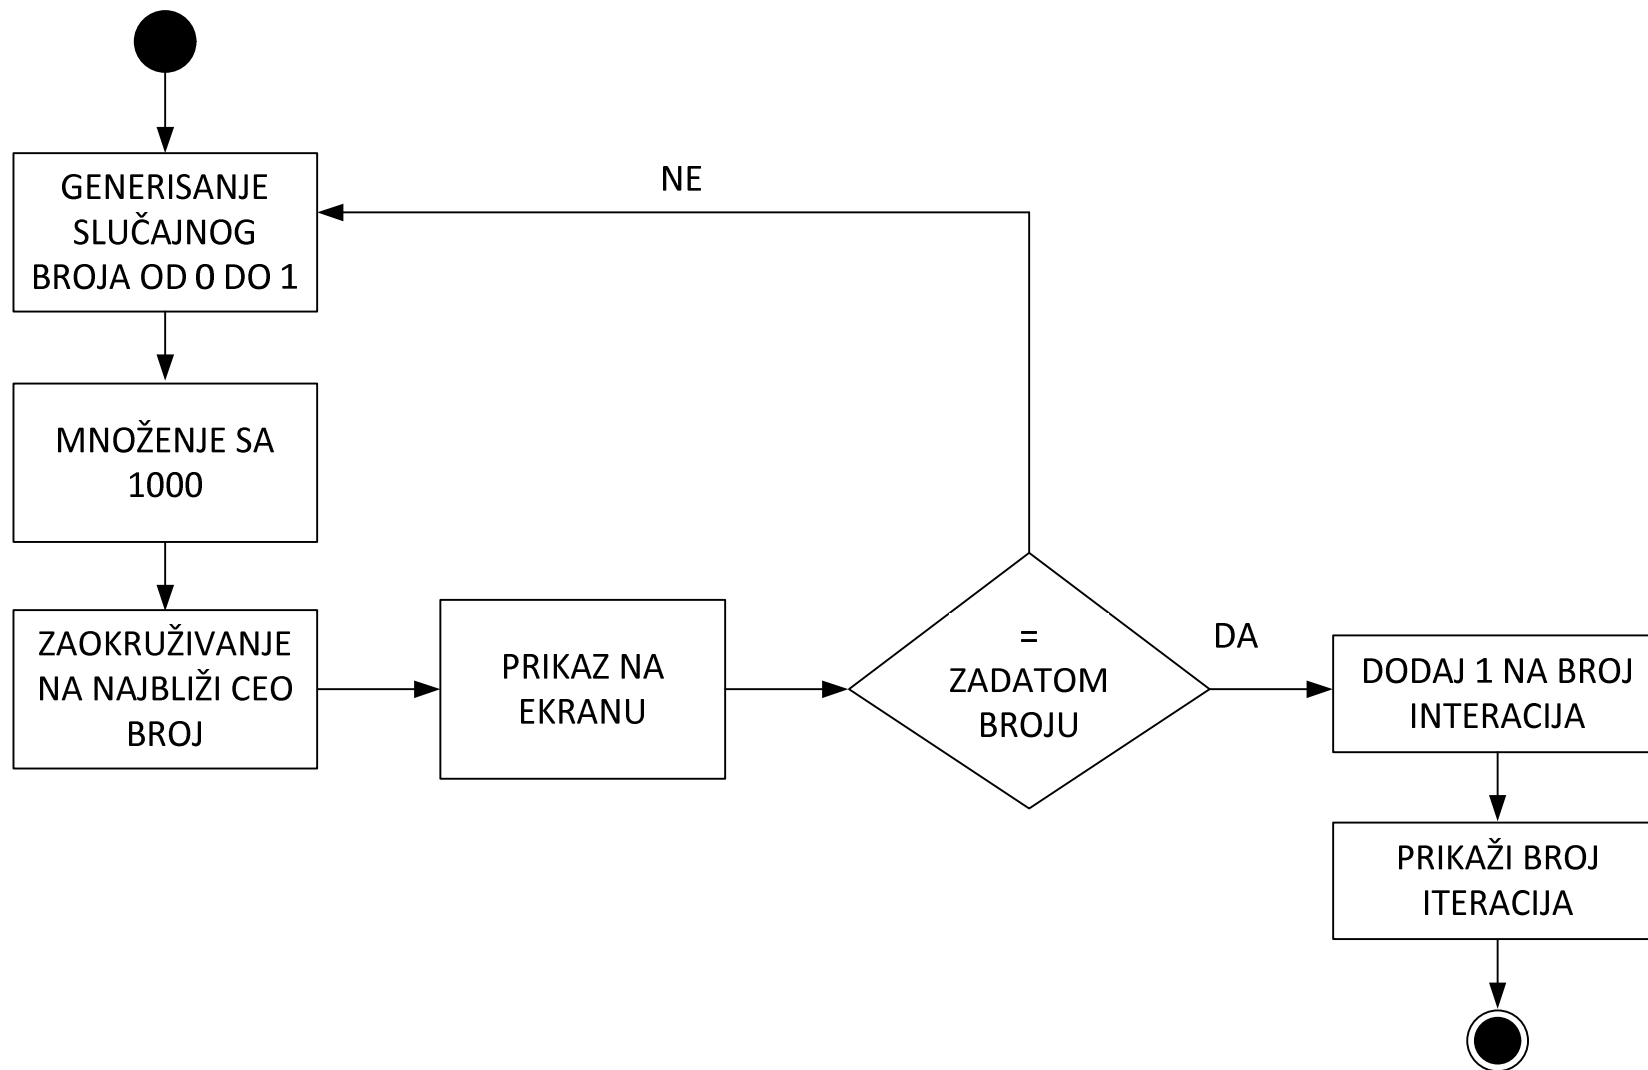 GENERISANJE
SLUČAJNOG
BROJA OD 0 DO 1
NE
MNOŽENJE SA
1000
ZAOKRUŽIVANJE
NA NAJBLIŽI CEO
BROJ
PRIKAZ NA
EKRANU
=
ZADATOM
BROJU
DA
DODAJ 1 NA BROJ
INTERACIJA
PRIKAŽI BROJ
ITERACIJA